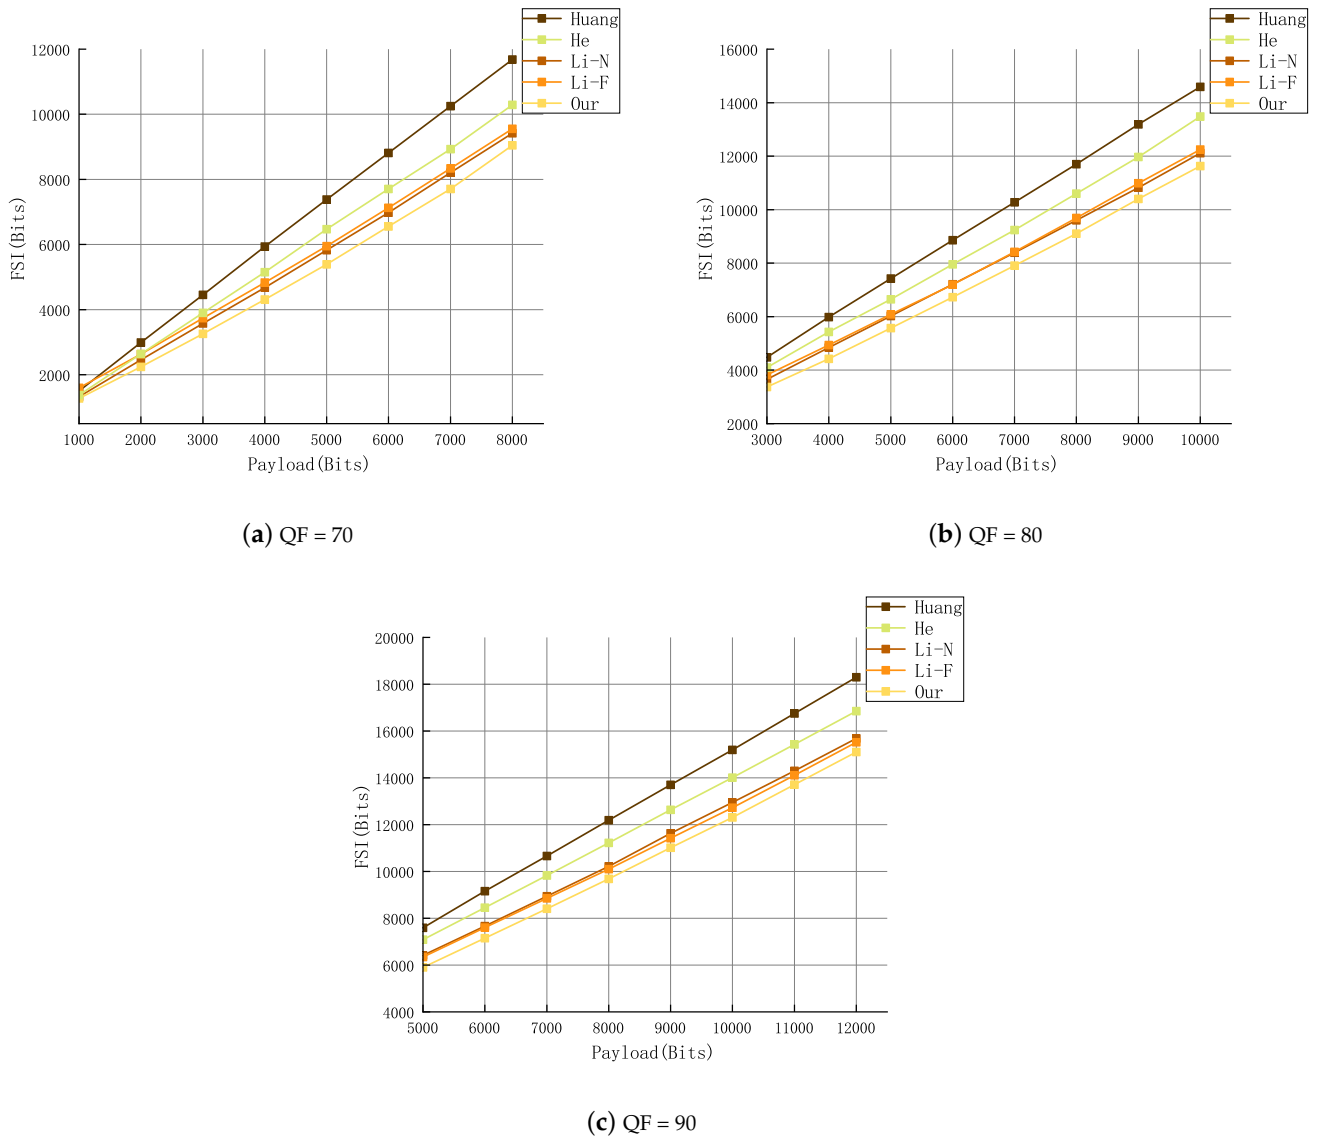 Huang
He
Li-N
Li-F
Our
12000
10000
8000
6000
4000
2000
FSI(Bits)
1000 2000 3000 4000 5000 6000 7000 8000
Payload(Bits)
(a) QF = 70
Huang
He
Li-N
Li-F
Our
16000
14000
12000
10000
8000
6000
4000
2000
FSI(Bits)
3000 4000 5000 6000 7000 8000 9000 10000
Payload(Bits)
(b) QF = 80
Huang
He
Li-N
Li-F
Our
20000
18000
16000
14000
12000
10000
8000
6000
4000
FSI(Bits)
5000 6000 7000 8000 9000 10000 11000 12000
Payload(Bits)
(c) QF = 90